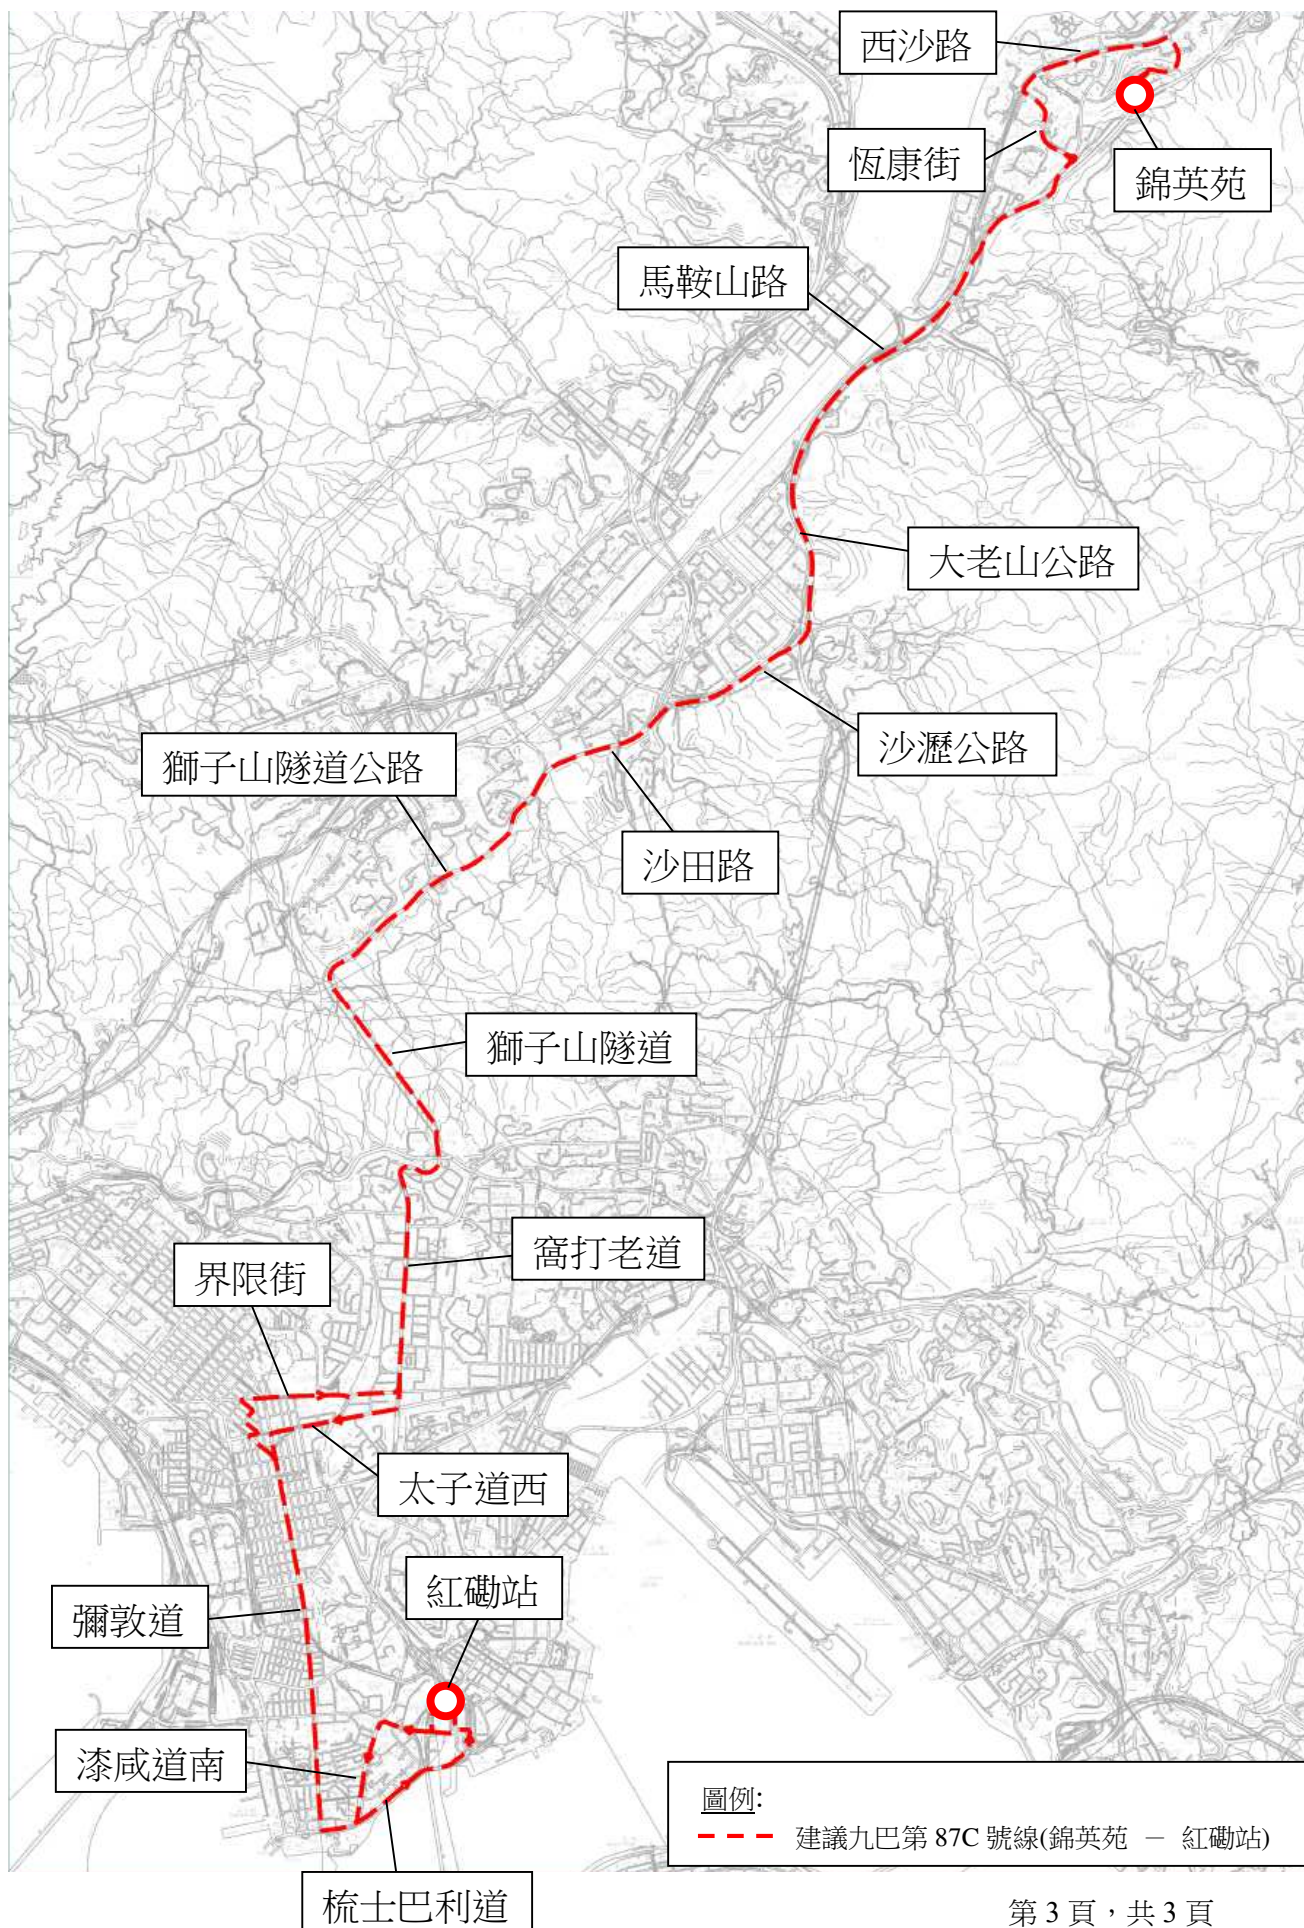 西沙路
恆康街
錦英苑
馬鞍山路
大老山公路
沙瀝公路
獅子山隧道公路
沙田路
獅子山隧道
窩打老道
界限街
太子道西
紅磡站
彌敦道
漆咸道南
圖例:
建議九巴第 87C 號線(錦英苑 － 紅磡站)
梳士巴利道
第 3 頁，共 3 頁